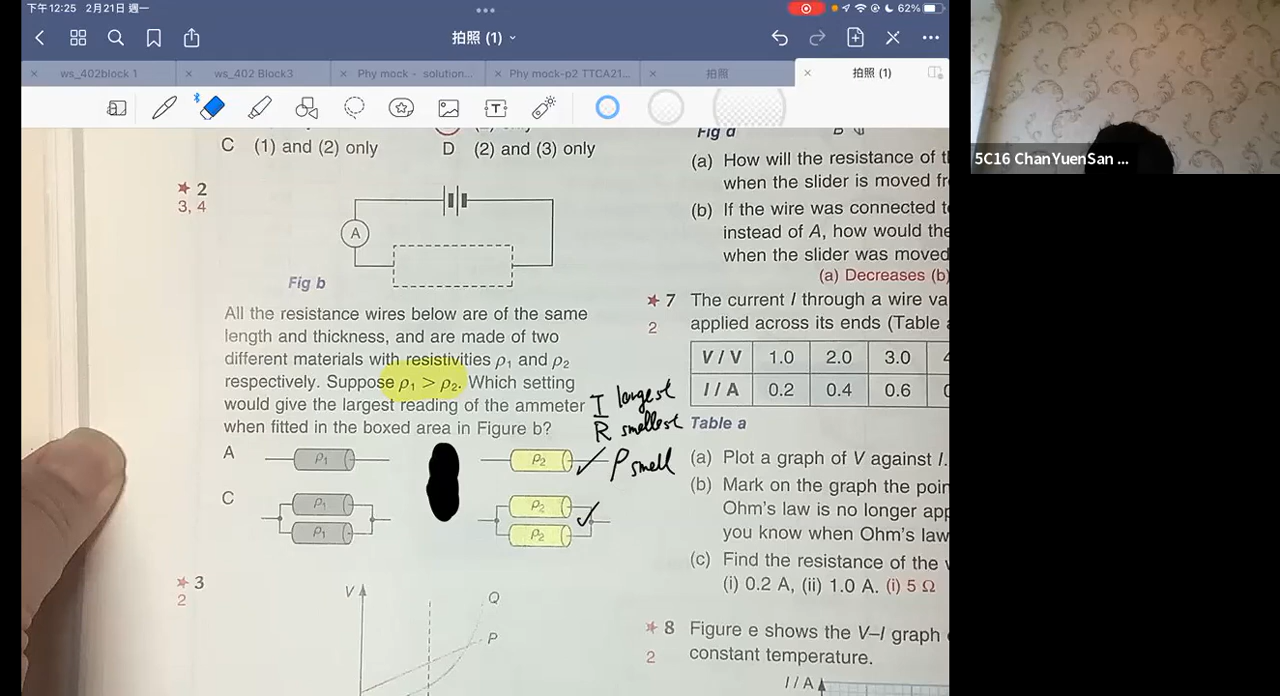 下午 12:25 2月21日 週一
62%
拍照 (1)
ws_402block 1
ws_402 Block3
Phy mock - solution...
Phy mock-p2 TTCA21...
拍照
拍照 (1)
C (1) and (2) only
D (2) and (3) only
★ 2
3, 4
A
Fig b
All the resistance wires below are of the same
length and thickness, and are made of two
different materials with resistivities ρ₁ and ρ₂
respectively. Suppose ρ₁ > ρ₂. Which setting
would give the largest reading of the ammeter
when fitted in the boxed area in Figure b?
I largest
R smallest
ρ small
A ρ₁ ρ₂
C ρ₁ ρ₂
ρ₁ ρ₂
★ 3
2
V
Q
P
Fig d
(a) How will the resistance of
when the slider is moved
(b) If the wire was connected
instead of A, how would the
when the slider was moved
(a) Decreases (b)
★ 7 The current I through a wire
2 applied across its ends (Table
V / V 1.0 2.0 3.0
I / A 0.2 0.4 0.6
Table a
(a) Plot a graph of V against I.
(b) Mark on the graph the
Ohm's law is no longer
you know when Ohm's law
(c) Find the resistance of the
(i) 0.2 A, (ii) 1.0 A. (i) 5 Ω
★ 8 Figure e shows the V–I graph
2 constant temperature.
I / A
5C16 ChanYuenSan ...